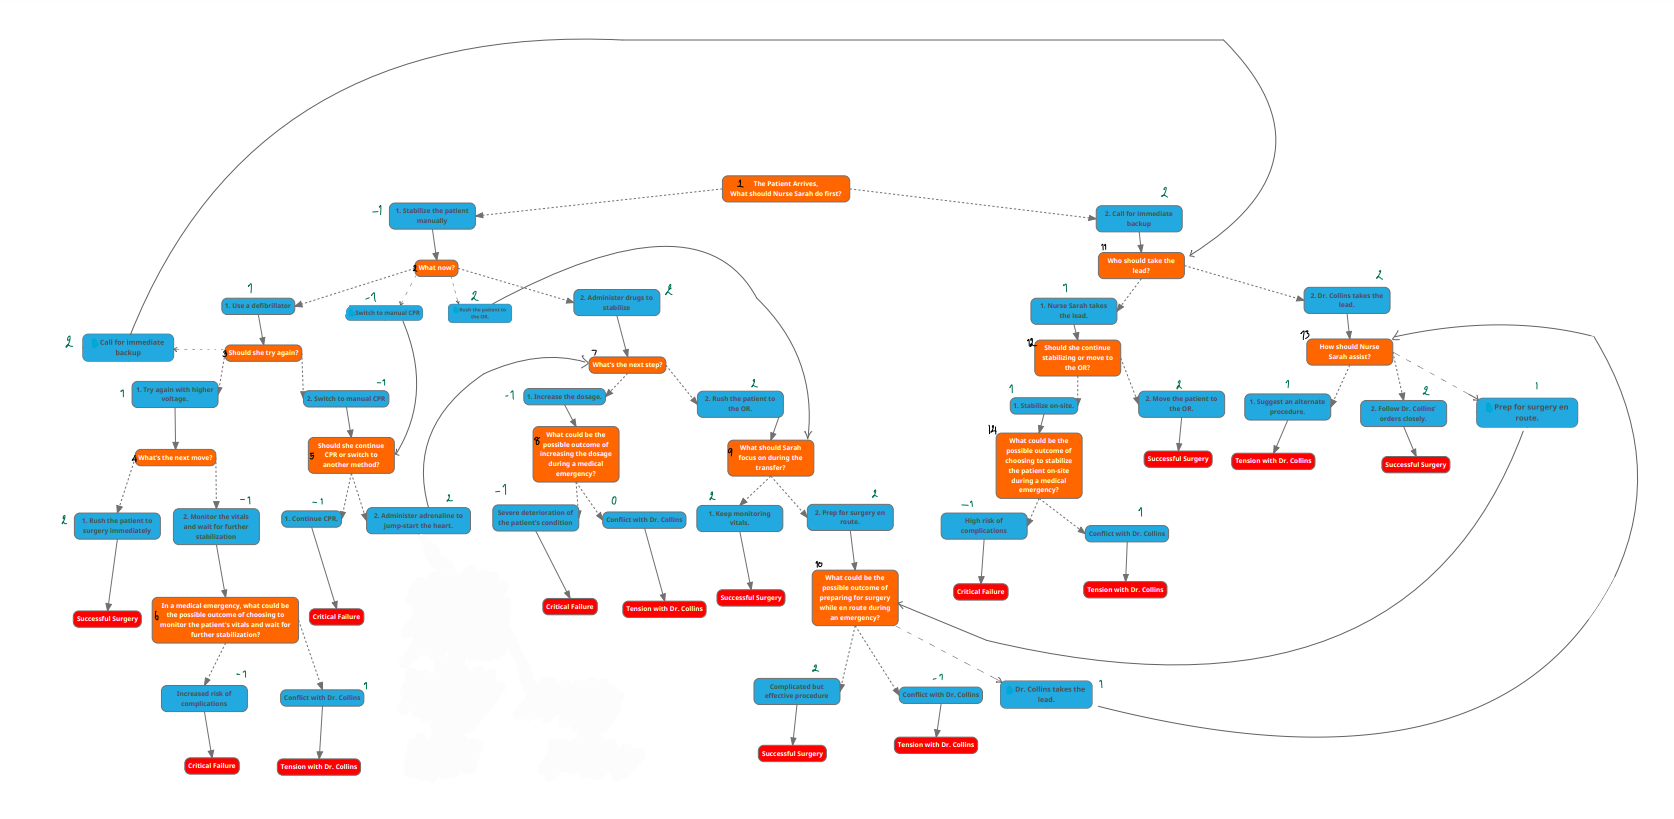 1
The Patient Arrives,
What should Nurse Sarah do first?
-1
1. Stabilize the patient
manually
2
2. Call for immediate
backup
2
What now?
11
Who should take the
lead?
1
1. Use a defibrillator
-1
Switch to manual CPR
2
Rush the patient to
the OR.
2. Administer drugs to
stabilise
2
1
1. Nurse Sarah takes
the lead.
2
2. Dr. Collins takes the
lead.
2
Call for immediate
backup
3
Should she try again?
7
What's the next step?
12
Should she continue
stabilizing or move to
the OR?
13
How should Nurse
Sarah assist?
1
1. Try again with higher
voltage.
-1
2. Switch to manual CPR
-1
1. Increase the dosage.
2
2. Rush the patient to
the OR.
1
1. Stabilize on-site.
2
2. Move the patient to
the OR.
1
1. Suggest an alternate
procedure.
2
2. Follow Dr. Collins'
orders closely.
1
Prep for surgery en
route.
4
What's the next move?
5
Should she continue
CPR or switch to
another method?
8
What could be the
possible outcome of
increasing the dosage
during a medical
emergency?
9
What should Sarah
focus on during the
transfer?
14
What could be the
possible outcome of
choosing to stabilize
the patient on-site
during a medical
emergency?
Successful Surgery
Tension with Dr. Collins
Successful Surgery
2
1. Rush the patient to
surgery immediately
-1
2. Monitor the vitals
and wait for further
stabilization
-1
1. Continue CPR.
2
2. Administer adrenaline to
jump-start the heart.
-1
Severe deterioration of
the patient's condition
0
Conflict with Dr. Collins
2
1. Keep monitoring
vitals.
2
2. Prep for surgery en
route.
-1
High risk of
complications
1
Conflict with Dr. Collins
Successful Surgery
6
In a medical emergency, what could be
the possible outcome of choosing to
monitor the patient's vitals and wait for
further stabilization?
Critical Failure
Critical Failure
Tension with Dr. Collins
Successful Surgery
10
What could be the
possible outcome of
preparing for surgery
while en route during
an emergency?
Critical Failure
Tension with Dr. Collins
-1
Increased risk of
complications
Conflict with Dr. Collins
1
2
Complicated but
effective procedure
-1
Conflict with Dr. Collins
Dr. Collins takes the
lead.
1
Critical Failure
Tension with Dr. Collins
Successful Surgery
Tension with Dr. Collins